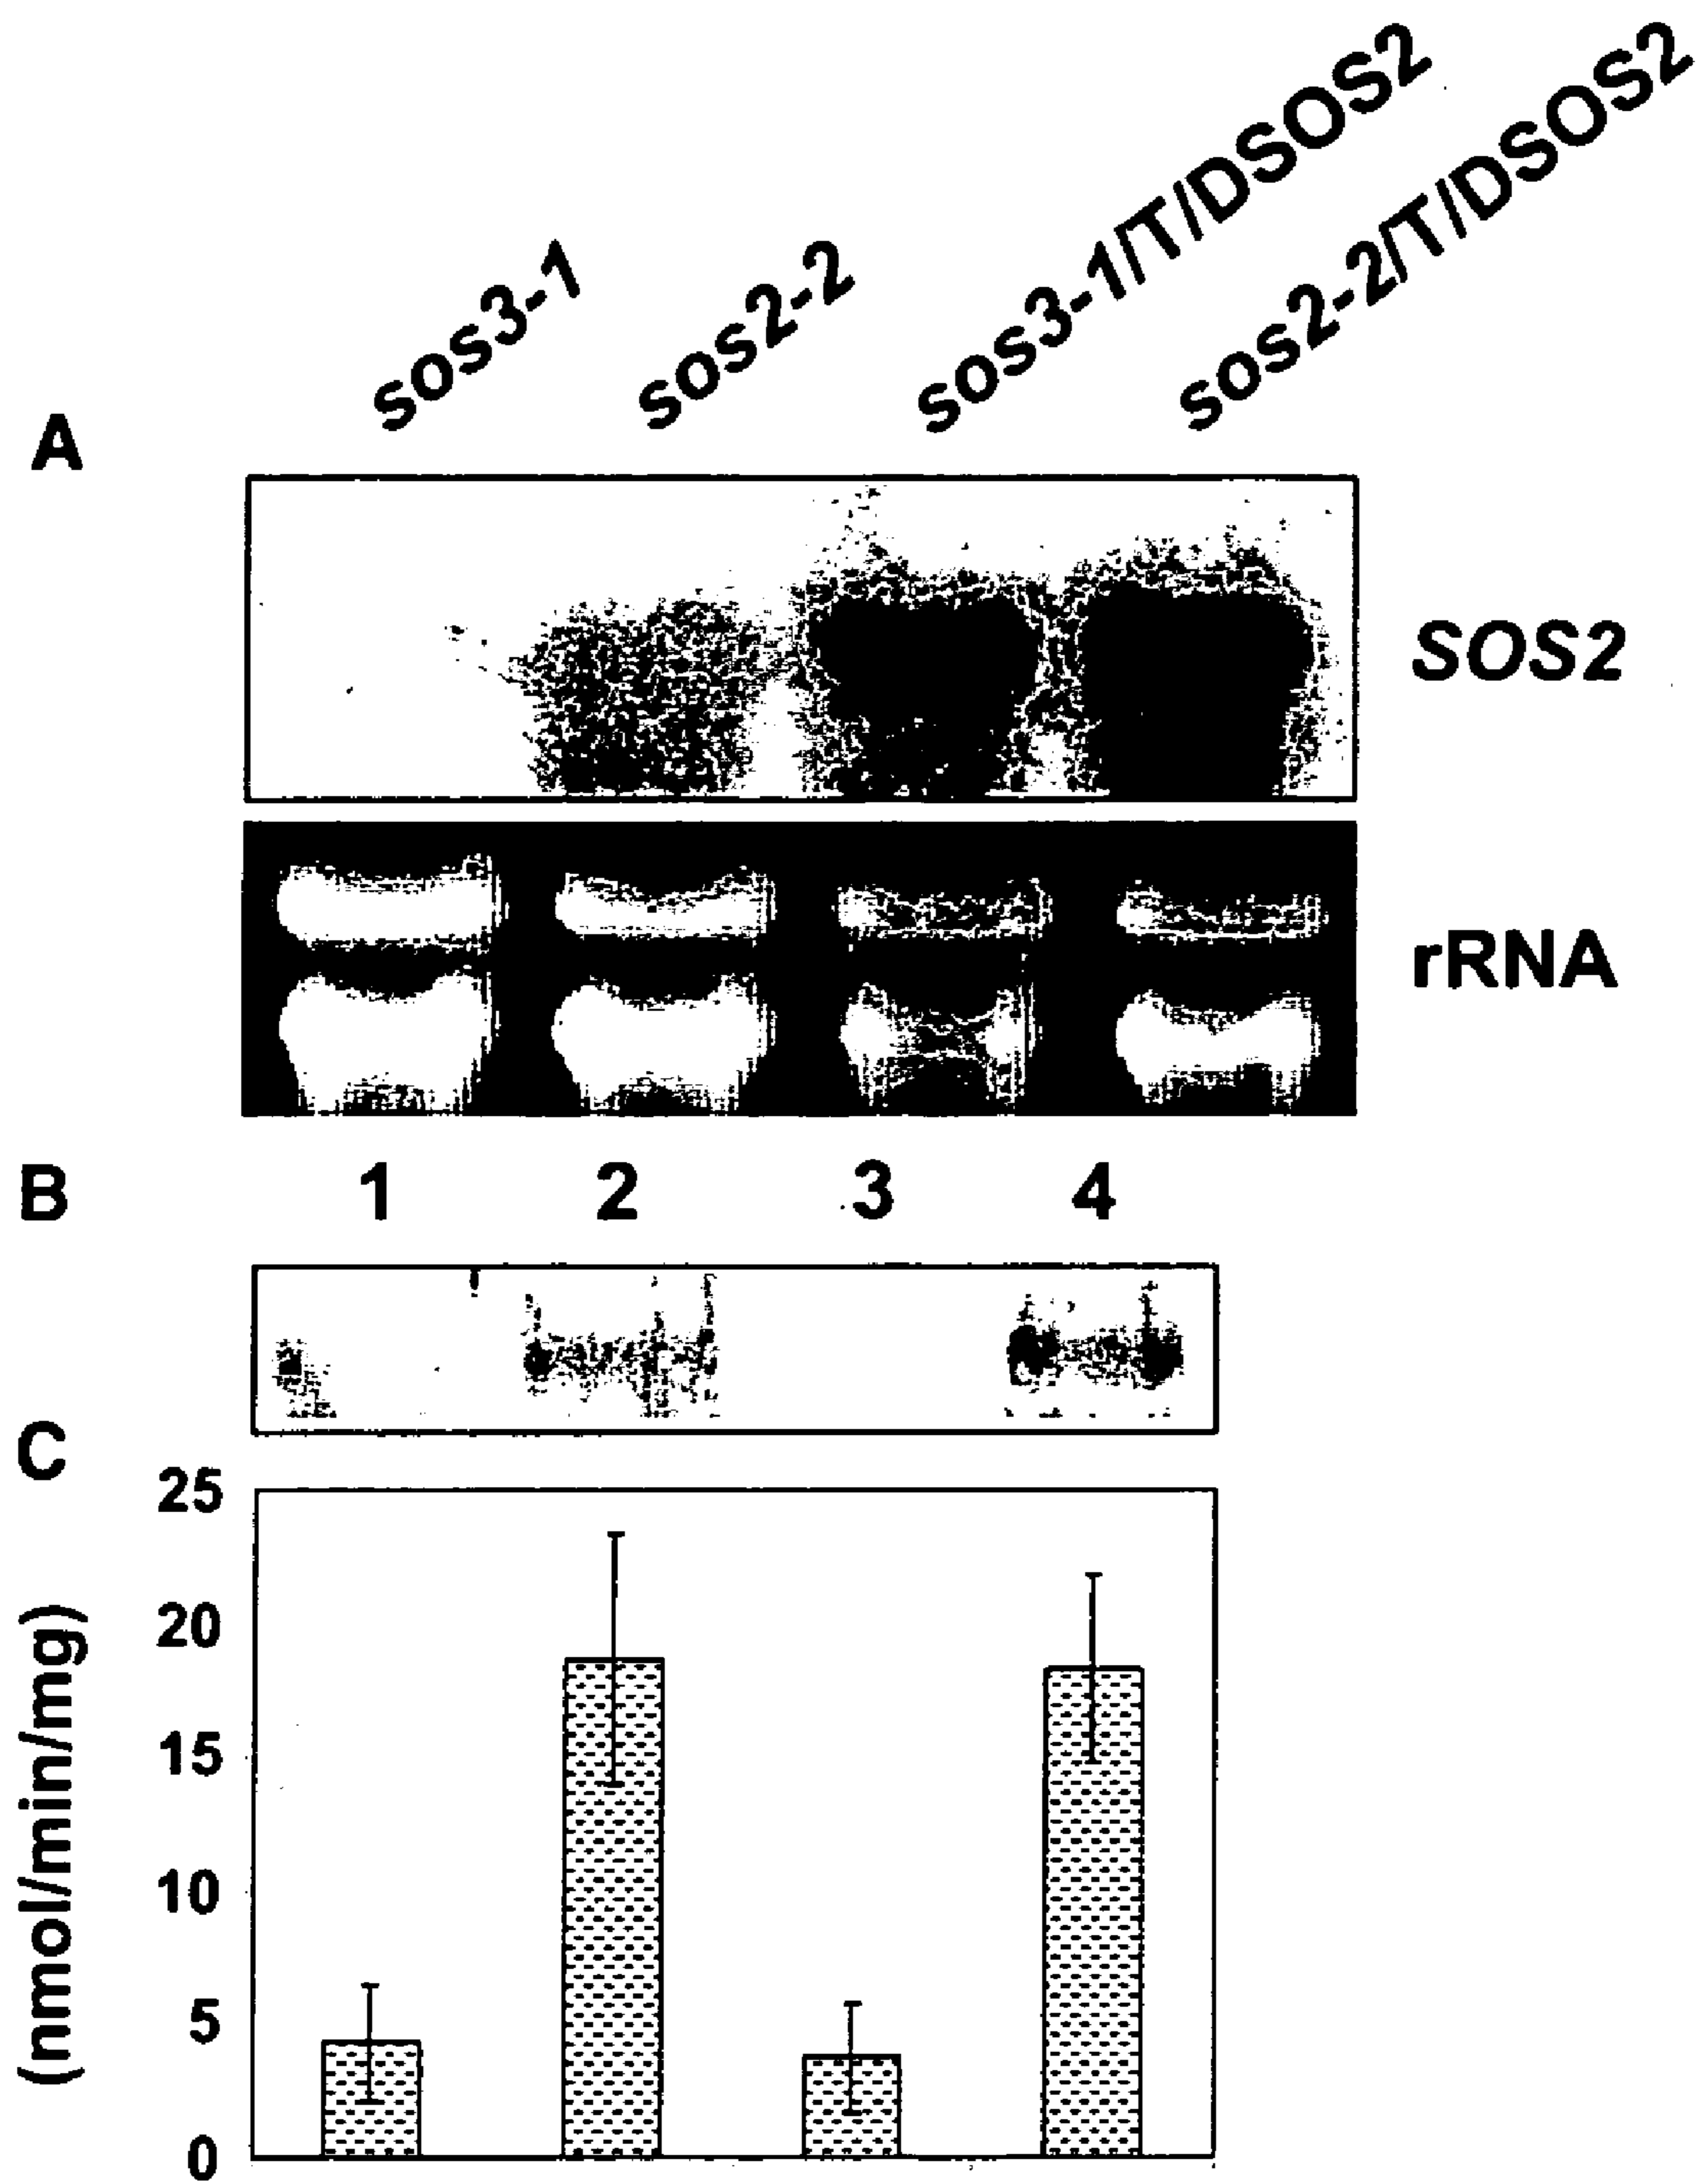 sos3-1
sos2-2
sos3-1/T/DSOS2
sos2-2/T/DSOS2
A
SOS2
rRNA
B
1 2 3 4
C
25
20
15
10
5
0
(nmol/min/mg)